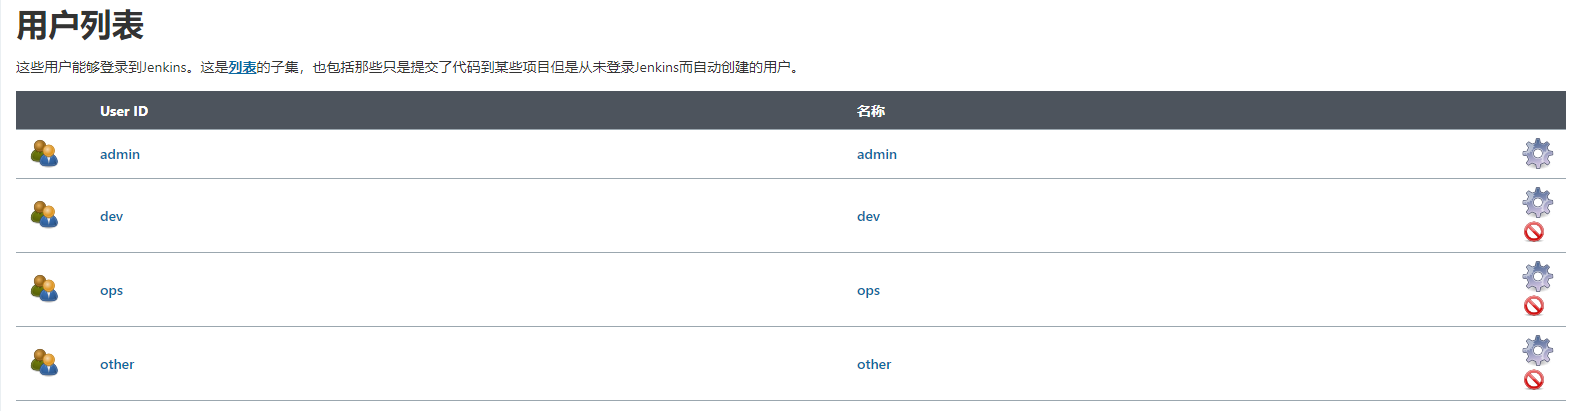 用户列表
这些用户能够登录到Jenkins。这是列表的子集，也包括那些只是提交了代码到某些项目但是从未登录Jenkins而自动创建的用户。
User ID 名称
admin admin
dev dev
ops ops
other other